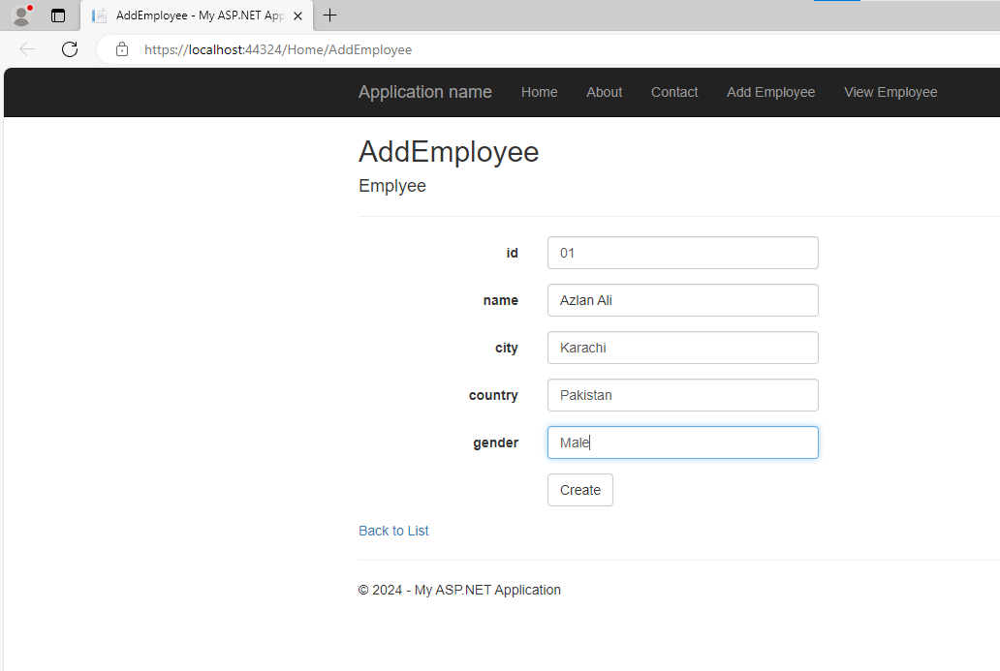 AddEmployee - My ASP.NET App
https://localhost:44324/Home/AddEmployee
Application name Home About Contact Add Employee View Employee
AddEmployee
Emplyee
id 01
name Azlan Ali
city Karachi
country Pakistan
gender Male
Create
Back to List
© 2024 - My ASP.NET Application